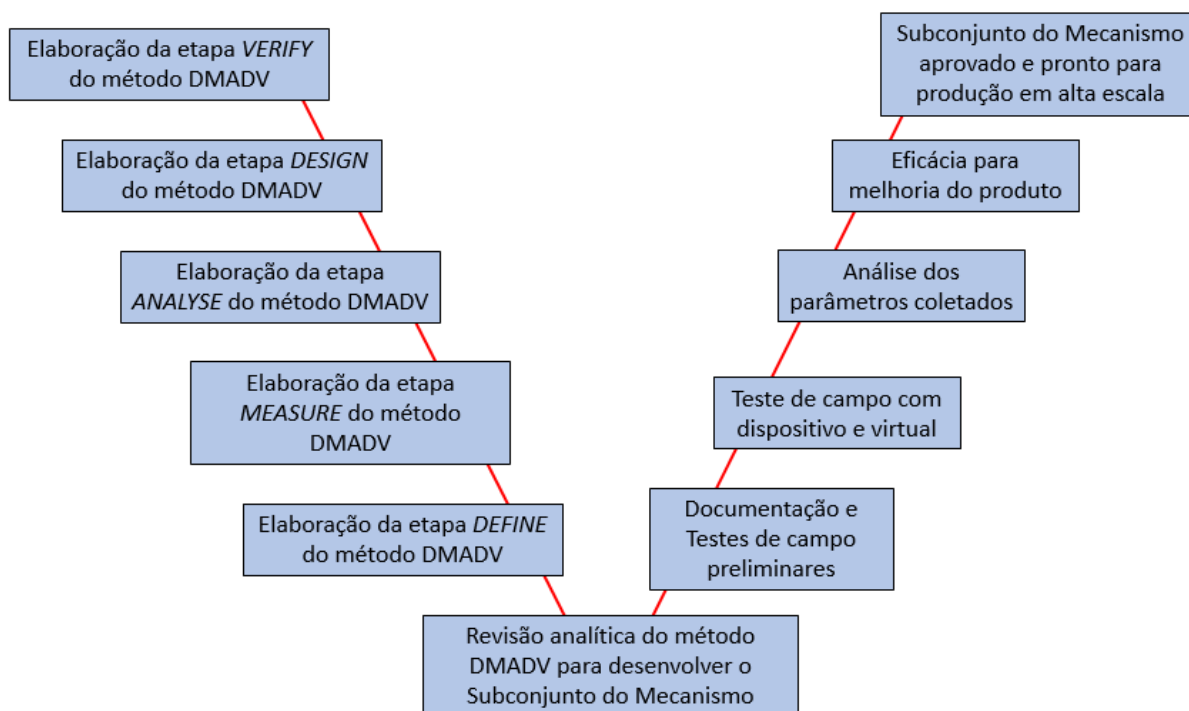 Elaboração da etapa VERIFY
do método DMADV
Elaboração da etapa DESIGN
do método DMADV
Elaboração da etapa
ANALYSE do método DMADV
Elaboração da etapa
MEASURE do método
DMADV
Elaboração da etapa DEFINE
do método DMADV
Revisão analítica do método
DMADV para desenvolver o
Subconjunto do Mecanismo
Documentação e
Testes de campo
preliminares
Teste de campo com
dispositivo e virtual
Análise dos
parâmetros coletados
Eficácia para
melhoria do produto
Subconjunto do Mecanismo
aprovado e pronto para
produção em alta escala